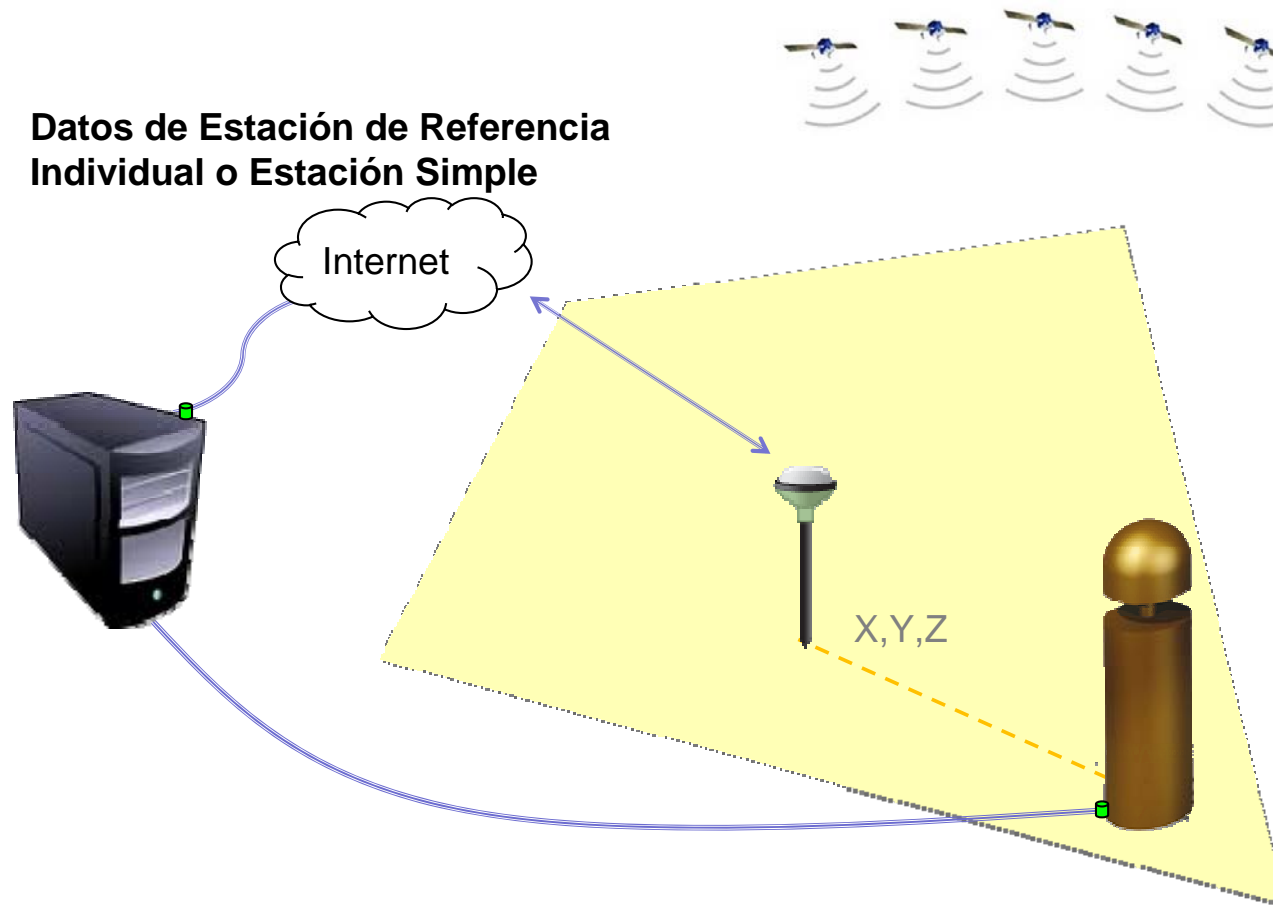 Datos de Estación de Referencia
Individual o Estación Simple
Internet
X,Y,Z